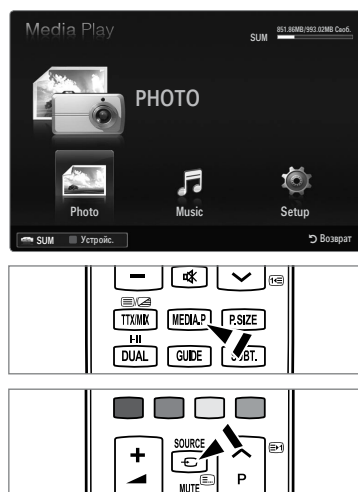 Media Play
SUM 851.86MB/993.02MB Своб.
PHOTO
Photo Music Setup
SUM Устройс. Возврат
TTX/MIX MEDIA.P P.SIZE
I-II
DUAL GUIDE SUBT.
SOURCE
P
MUTE